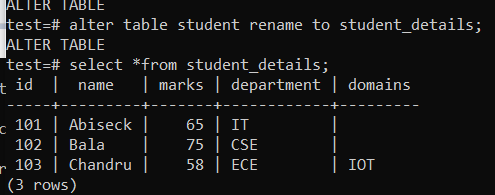 ALTER TABLE
test=# alter table student rename to student_details;
ALTER TABLE
test=# select *from student_details;
 id  |  name   | marks | department | domains
-----+---------+-------+------------+---------
 101 | Abiseck |    65 | IT         |
 102 | Bala    |    75 | CSE        |
 103 | Chandru |    58 | ECE        | IOT
(3 rows)